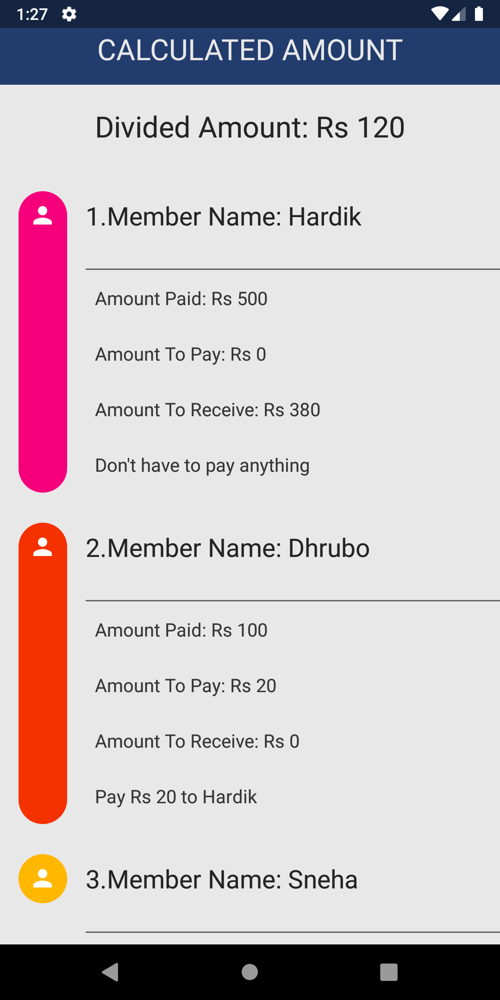 1:27
CALCULATED AMOUNT
Divided Amount: Rs 120
1.Member Name: Hardik
Amount Paid: Rs 500
Amount To Pay: Rs 0
Amount To Receive: Rs 380
Don't have to pay anything
2.Member Name: Dhrubo
Amount Paid: Rs 100
Amount To Pay: Rs 20
Amount To Receive: Rs 0
Pay Rs 20 to Hardik
3.Member Name: Sneha